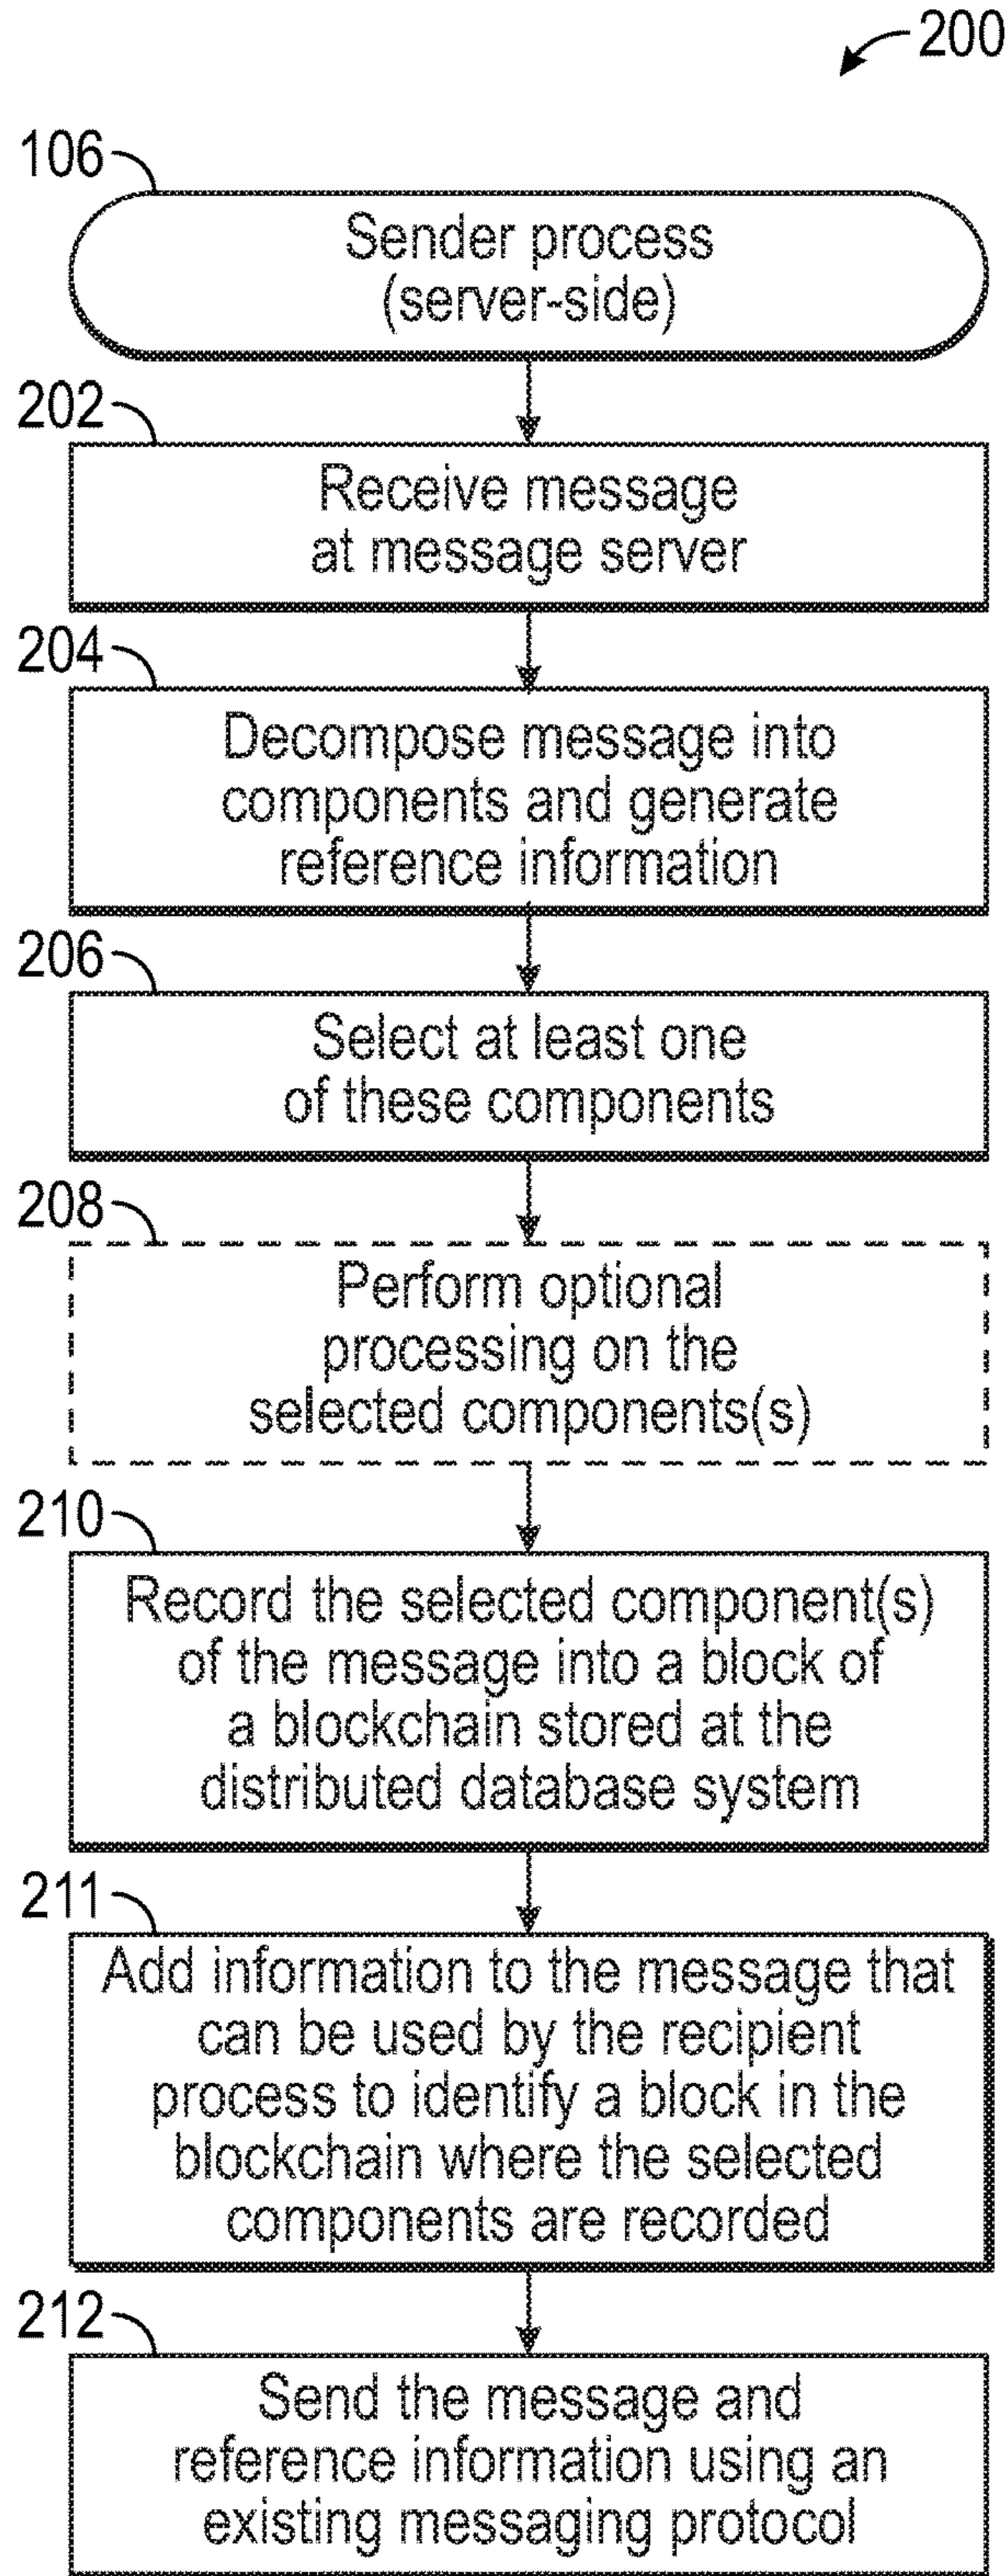 200
106
Sender process
(server-side)
202
Receive message
at message server
204
Decompose message into
components and generate
reference information
206
Select at least one
of these components
208
Perform optional
processing on the
selected components(s)
210
Record the selected component(s)
of the message into a block of
a blockchain stored at the
distributed database system
211
Add information to the message that
can be used by the recipient
process to identify a block in the
blockchain where the selected
components are recorded
212
Send the message and
reference information using an
existing messaging protocol